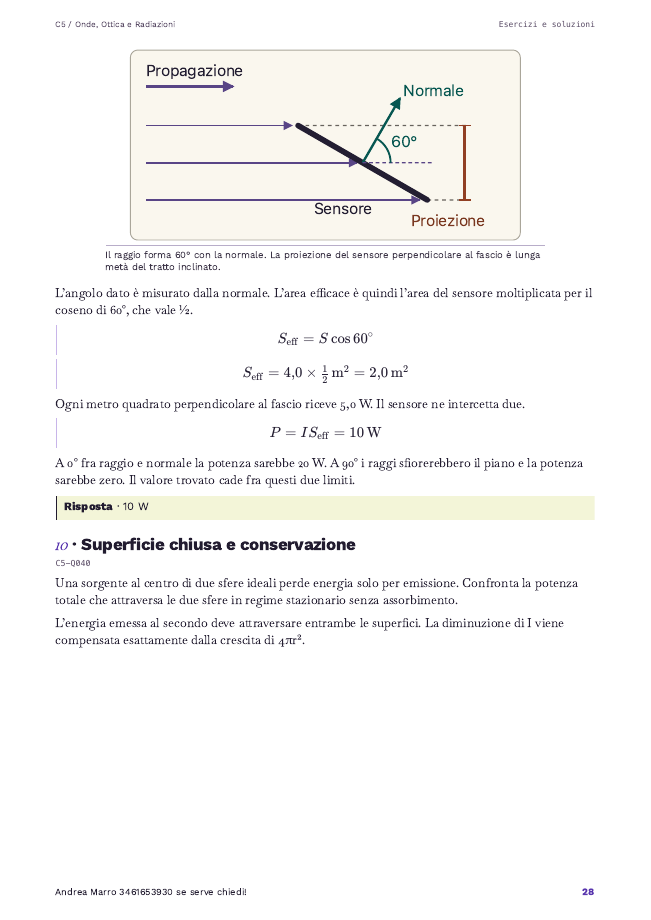 C5 / Onde, Ottica e Radiazioni
Esercizi e soluzioni
Propagazione
Normale
60°
Sensore
Proiezione
Il raggio forma 60° con la normale. La proiezione del sensore perpendicolare al fascio è lunga
metà del tratto inclinato.
L’angolo dato è misurato dalla normale. L’area efficace è quindi l’area del sensore moltiplicata per il
coseno di 60°, che vale ½.
S_eff = S cos 60°
S_eff = 4,0 × 1/2 m² = 2,0 m²
Ogni metro quadrato perpendicolare al fascio riceve 5,0 W. Il sensore ne intercetta due.
P = I S_eff = 10 W
A 0° fra raggio e normale la potenza sarebbe 20 W. A 90° i raggi sfiorerebbero il piano e la potenza
sarebbe zero. Il valore trovato cade fra questi due limiti.
Risposta · 10 W
10 · Superficie chiusa e conservazione
C5-Q040
Una sorgente al centro di due sfere ideali perde energia solo per emissione. Confronta la potenza
totale che attraversa le due sfere in regime stazionario senza assorbimento.
L’energia emessa al secondo deve attraversare entrambe le superfici. La diminuzione di I viene
compensata esattamente dalla crescita di 4πr².
Andrea Marro 3461653930 se serve chiedi!
28